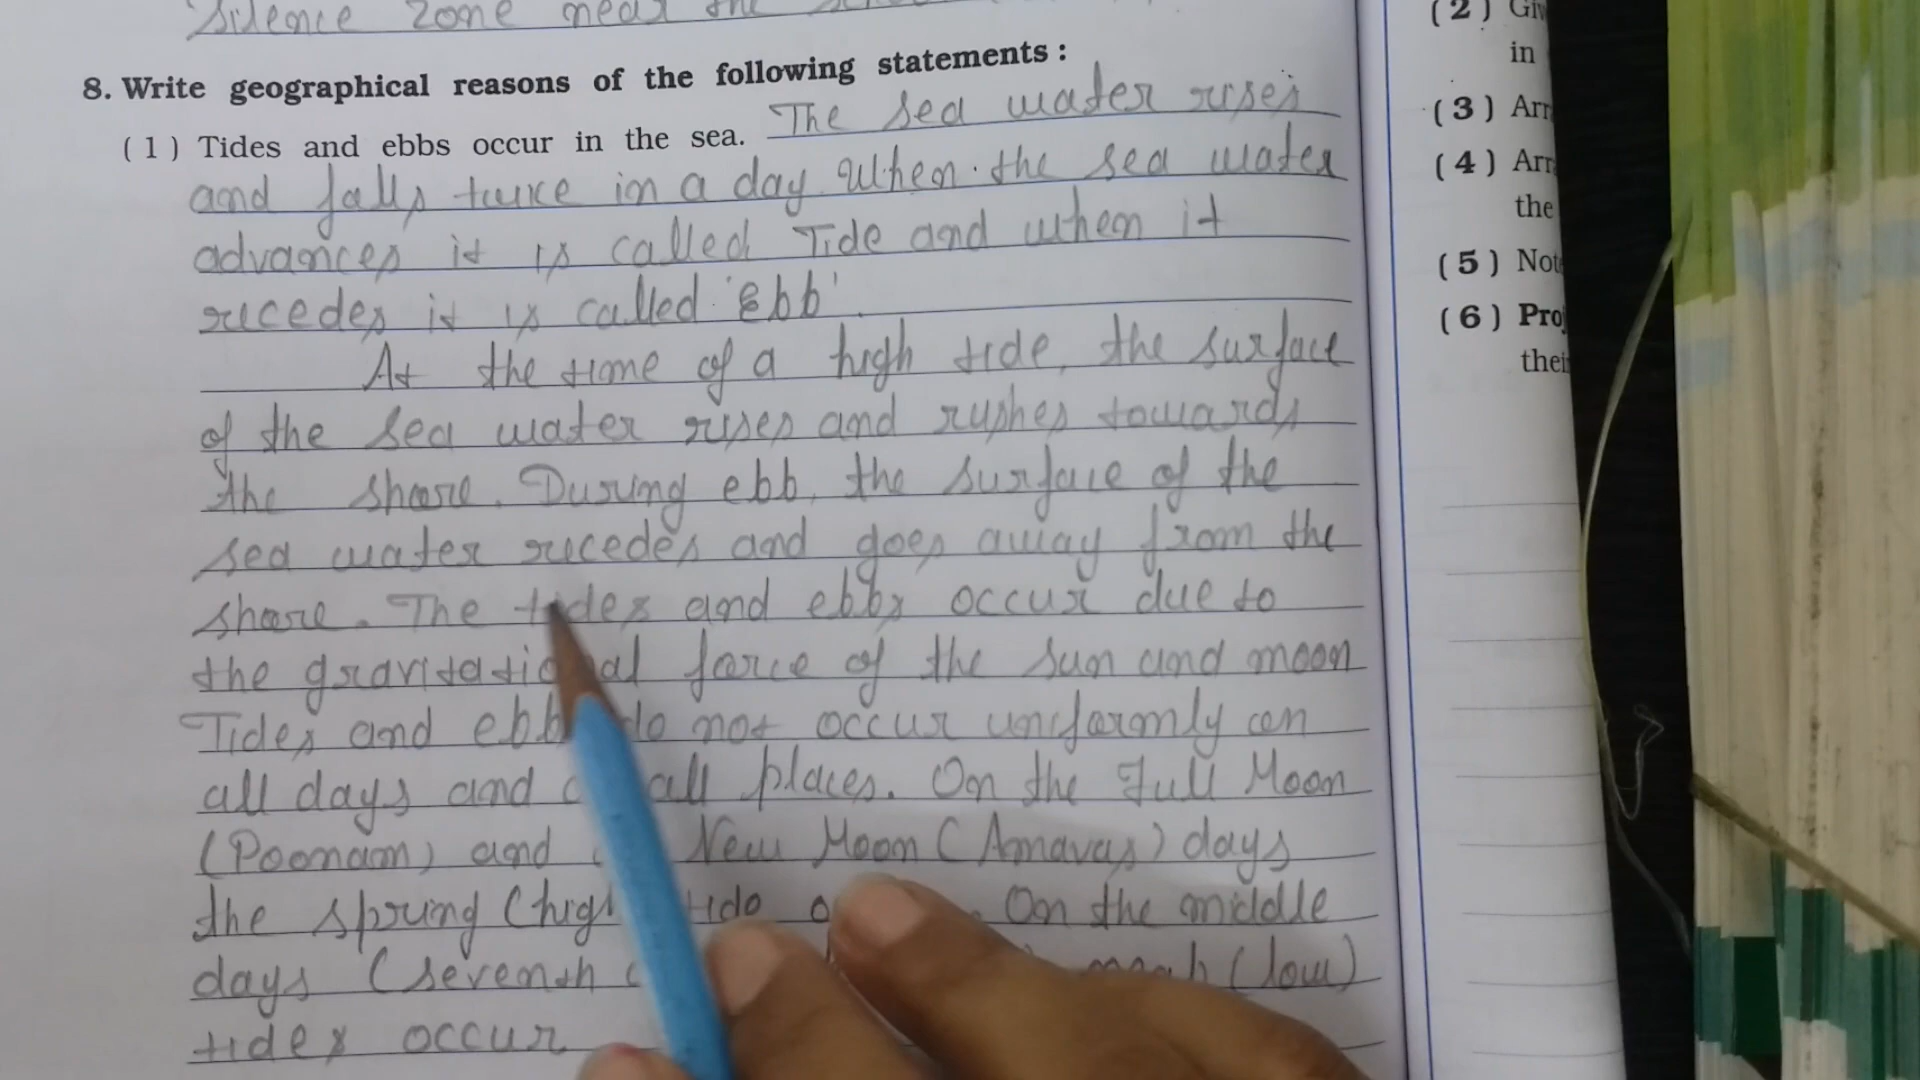 Silence zone near the
8. Write geographical reasons of the following statements :
( 1 ) Tides and ebbs occur in the sea. The sea water rises
and falls twice in a day. When the sea water
advances it is called Tide and when it
recedes it is called 'Ebb'.
At the time of a high tide, the surface
of the sea water rises and rushes towards
the shore. During ebb, the surface of the
sea water recedes and goes away from the
shore. The tides and ebbs occur due to
the gravitational force of the sun and moon
Tides and ebb do not occur uniformly on
all days and all places. On the Full Moon
(Poonam) and New Moon (Amavas) days
the spring (high tide On the middle
days (seventh (low)
tides occur
( 2 )
in
( 3 )
( 4 )
the
( 5 )
( 6 )